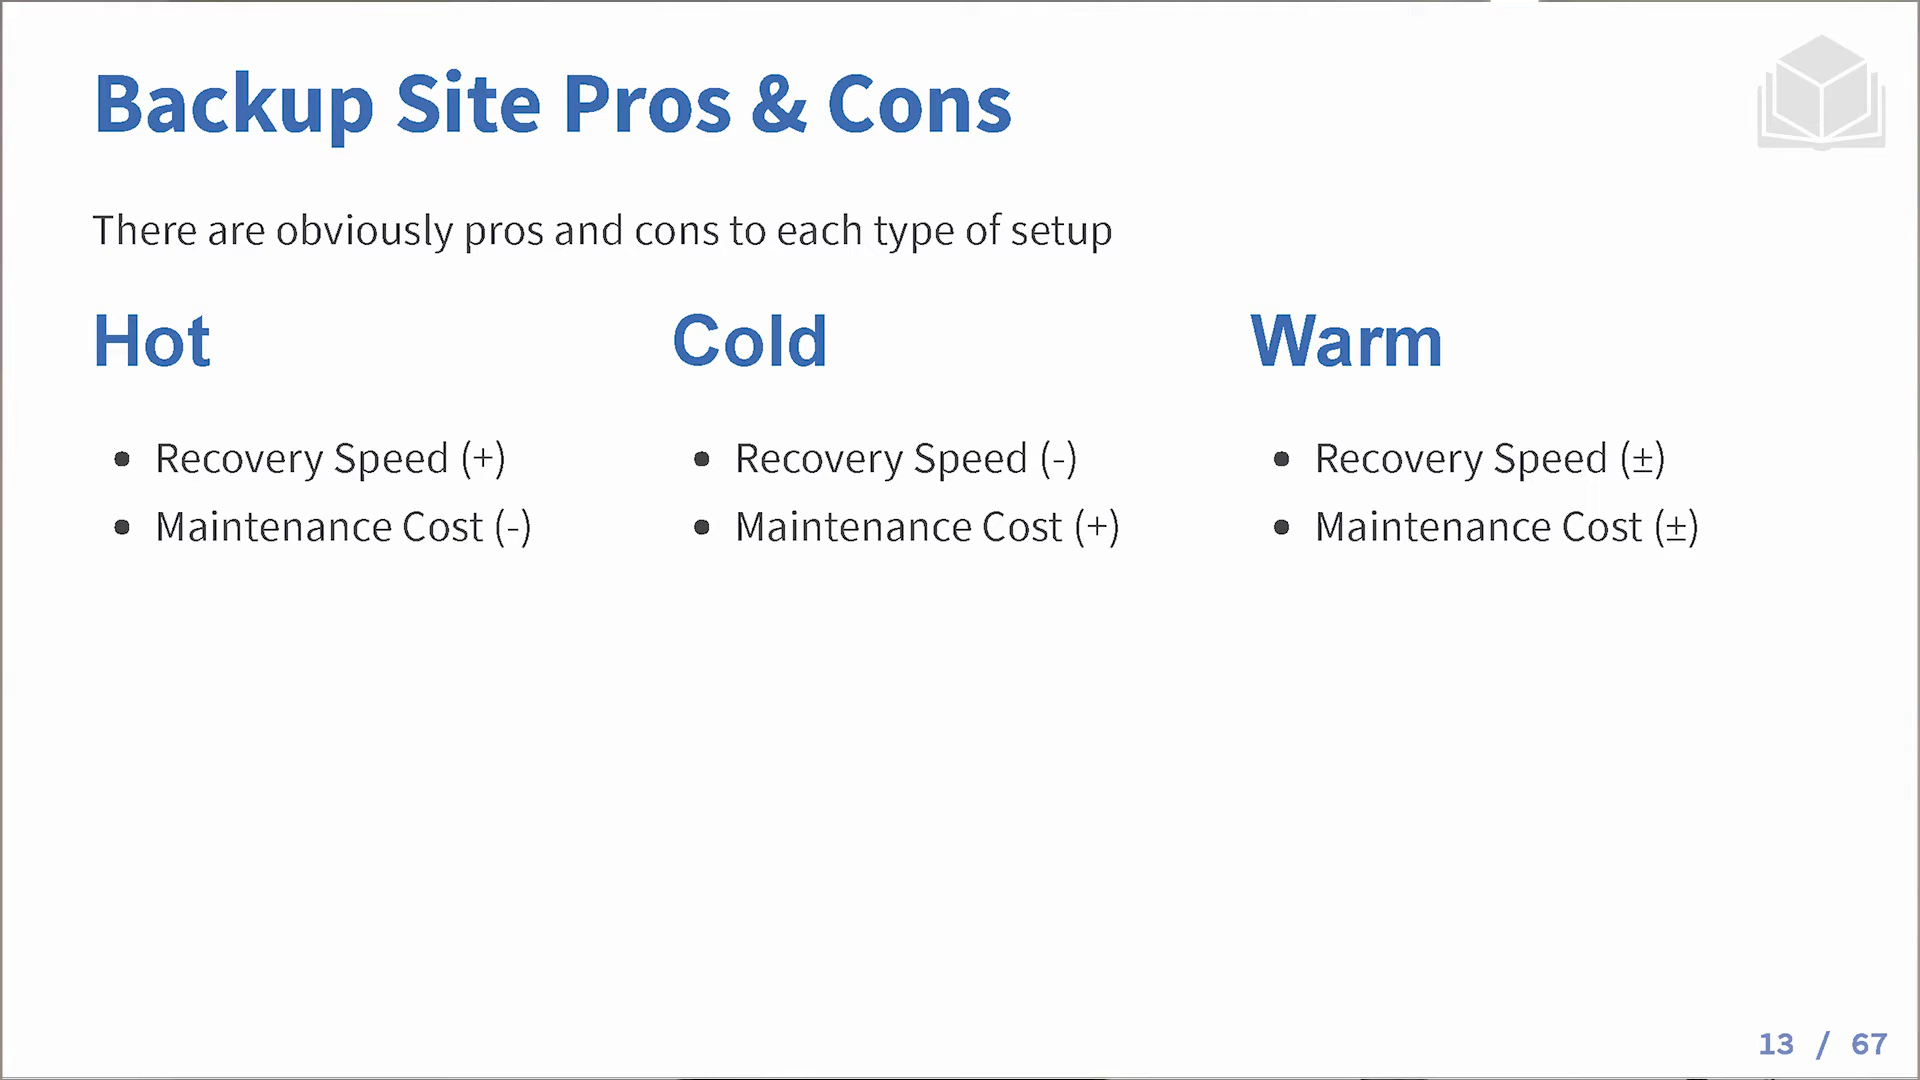 Backup Site Pros & Cons
There are obviously pros and cons to each type of setup
Hot
Recovery Speed (+)
Maintenance Cost (-)
Cold
Recovery Speed (-)
Maintenance Cost (+)
Warm
Recovery Speed (±)
Maintenance Cost (±)
13 / 67